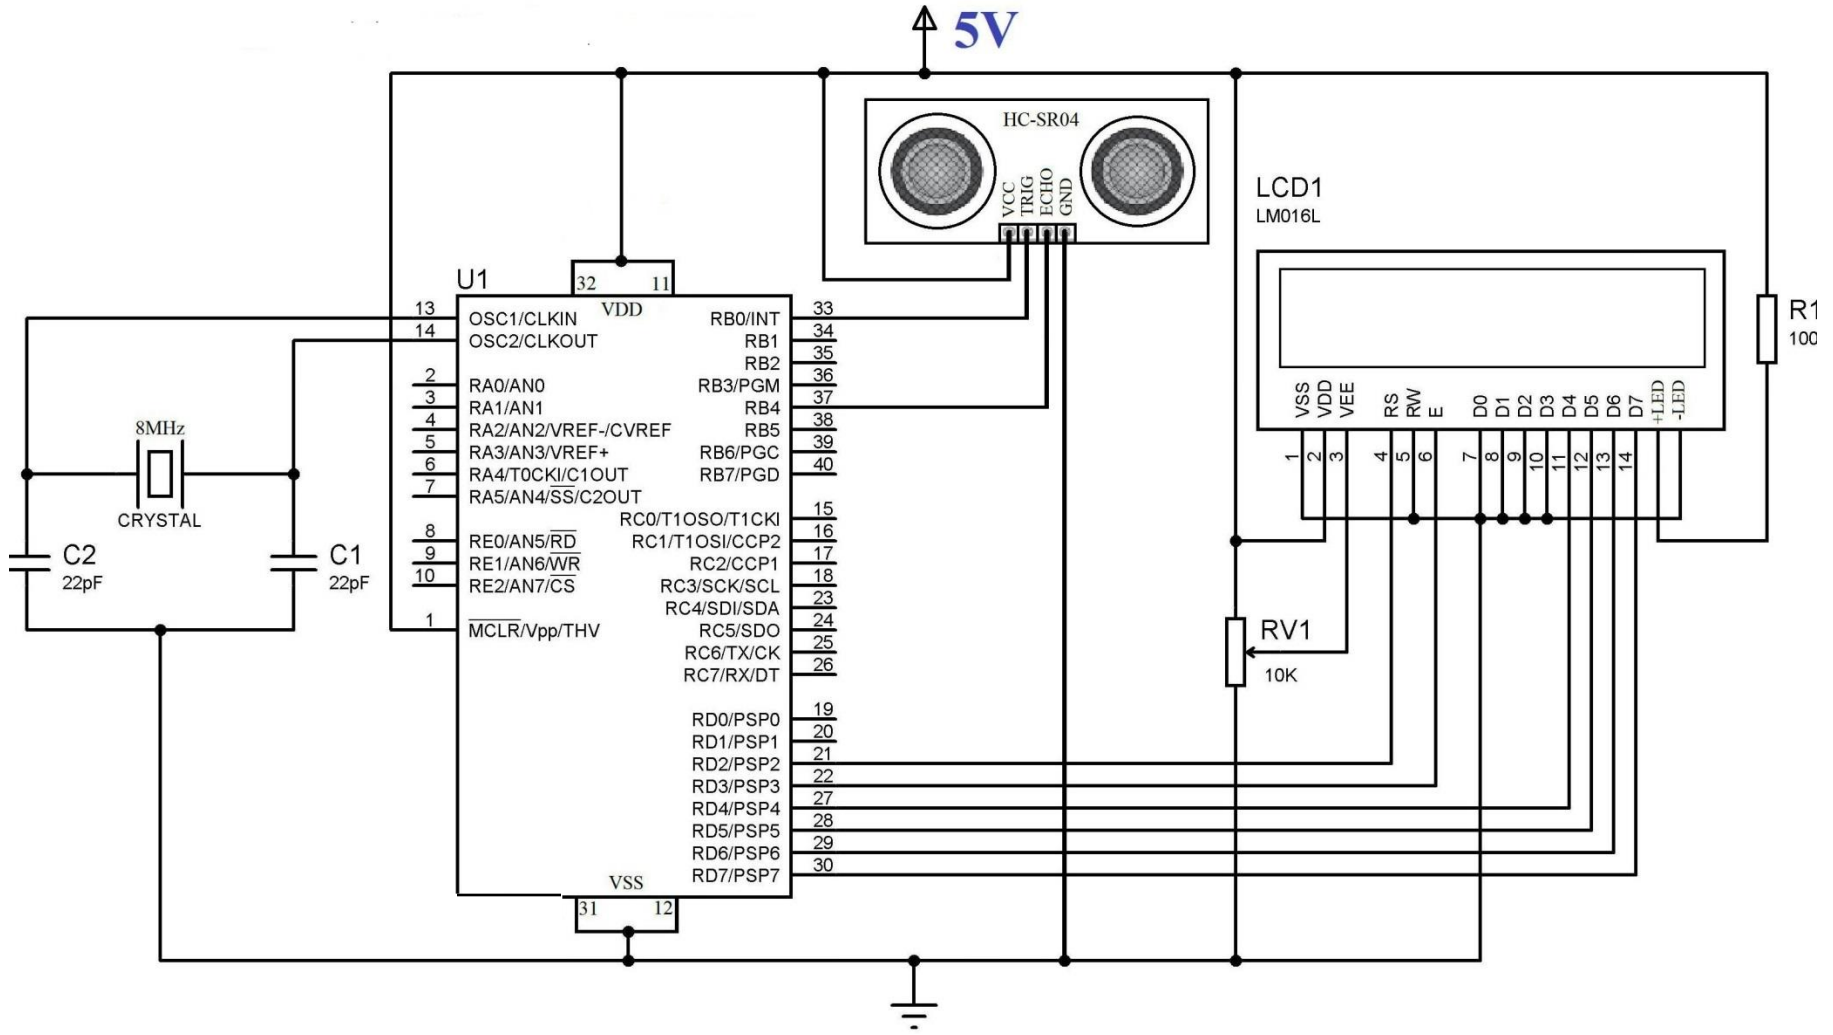 5V
HC-SR04
VCC
TRIG
ECHO
GND
LCD1
LM016L
VSS
VDD
VEE
RS
RW
E
D0
D1
D2
D3
D4
D5
D6
D7
+LED
-LED
1
2
3
4
5
6
7
8
9
10
11
12
13
14
R1
100
RV1
10K
U1
32 11
VDD
13 OSC1/CLKIN
14 OSC2/CLKOUT
2 RA0/AN0
3 RA1/AN1
4 RA2/AN2/VREF-/CVREF
5 RA3/AN3/VREF+
6 RA4/T0CKI/C1OUT
7 RA5/AN4/SS/C2OUT
8 RE0/AN5/RD
9 RE1/AN6/WR
10 RE2/AN7/CS
1 MCLR/Vpp/THV
RB0/INT 33
RB1 34
RB2 35
RB3/PGM 36
RB4 37
RB5 38
RB6/PGC 39
RB7/PGD 40
RC0/T1OSO/T1CKI 15
RC1/T1OSI/CCP2 16
RC2/CCP1 17
RC3/SCK/SCL 18
RC4/SDI/SDA 23
RC5/SDO 24
RC6/TX/CK 25
RC7/RX/DT 26
RD0/PSP0 19
RD1/PSP1 20
RD2/PSP2 21
RD3/PSP3 22
RD4/PSP4 27
RD5/PSP5 28
RD6/PSP6 29
RD7/PSP7 30
VSS
31 12
8MHz
CRYSTAL
C2
22pF
C1
22pF